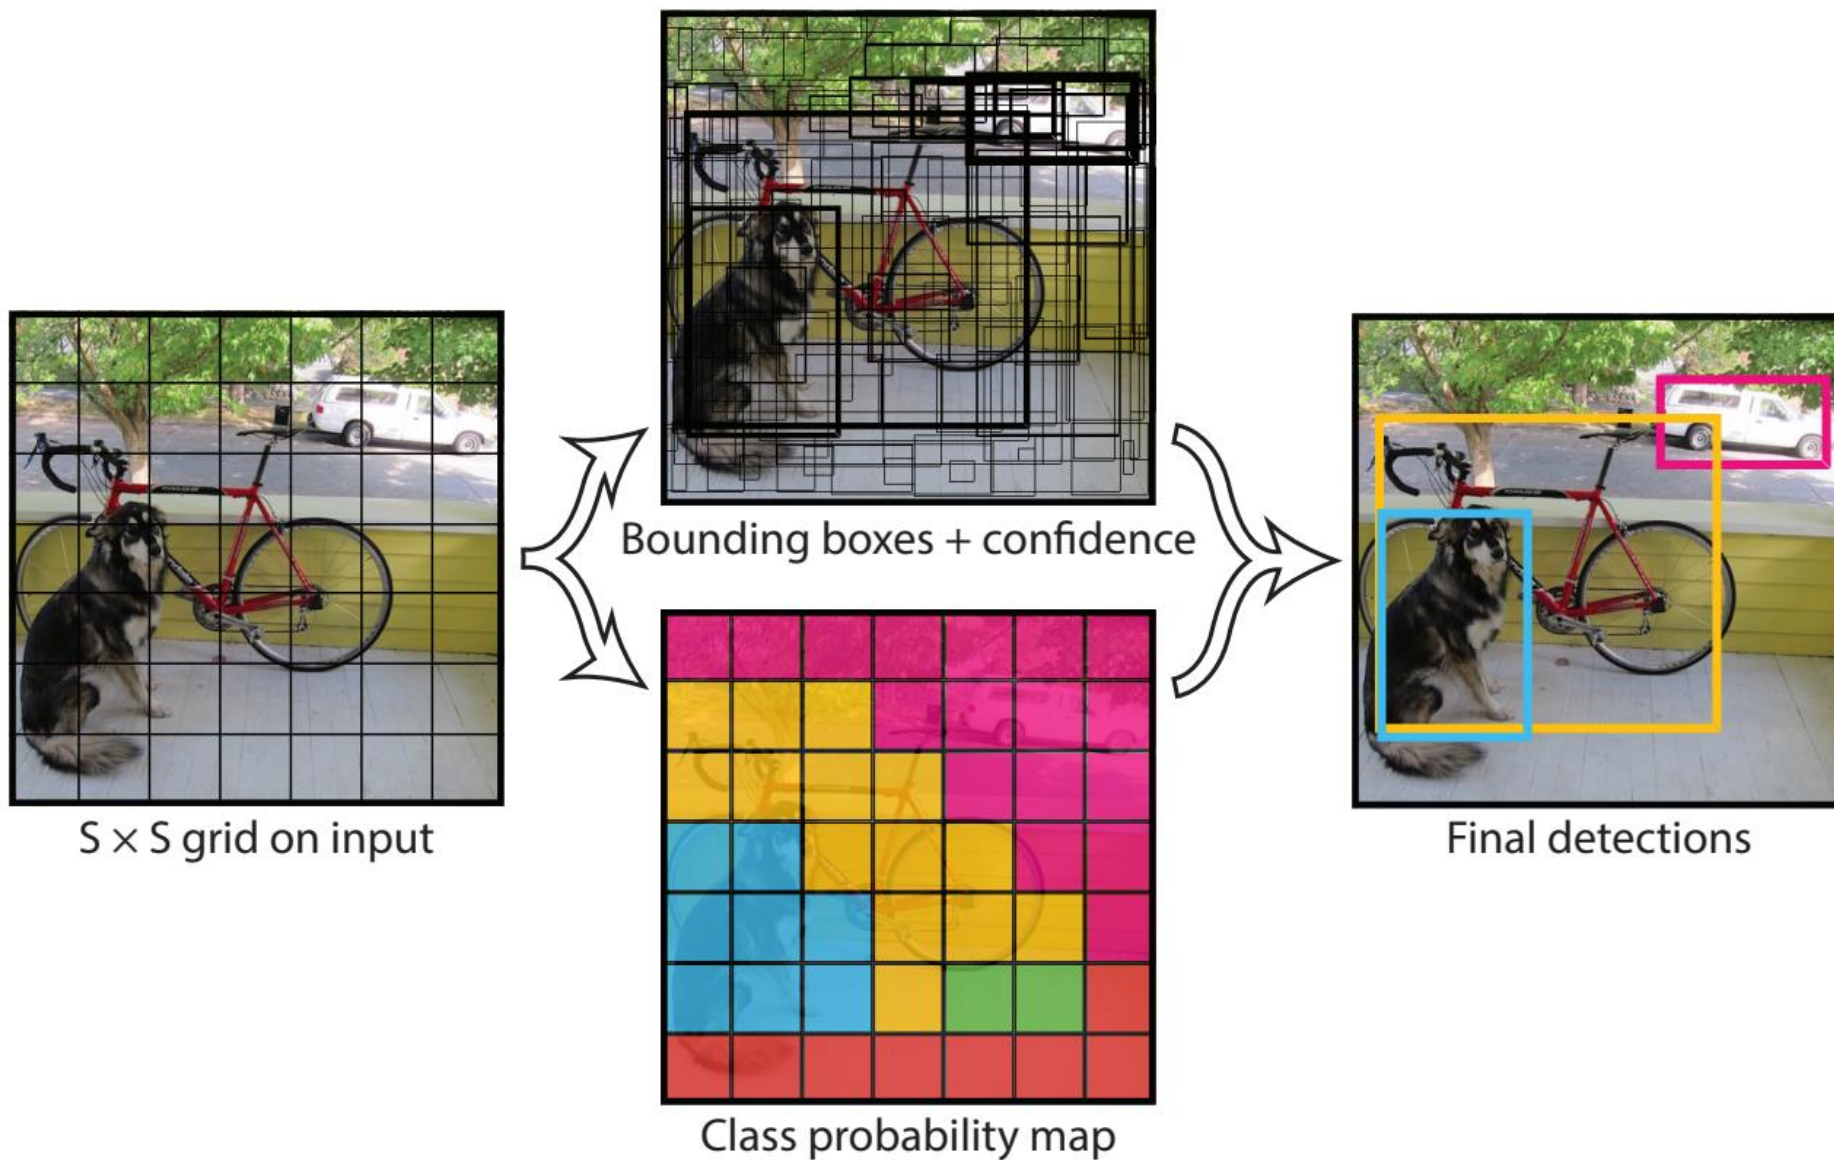 Bounding boxes + confidence
S × S grid on input
Final detections
Class probability map